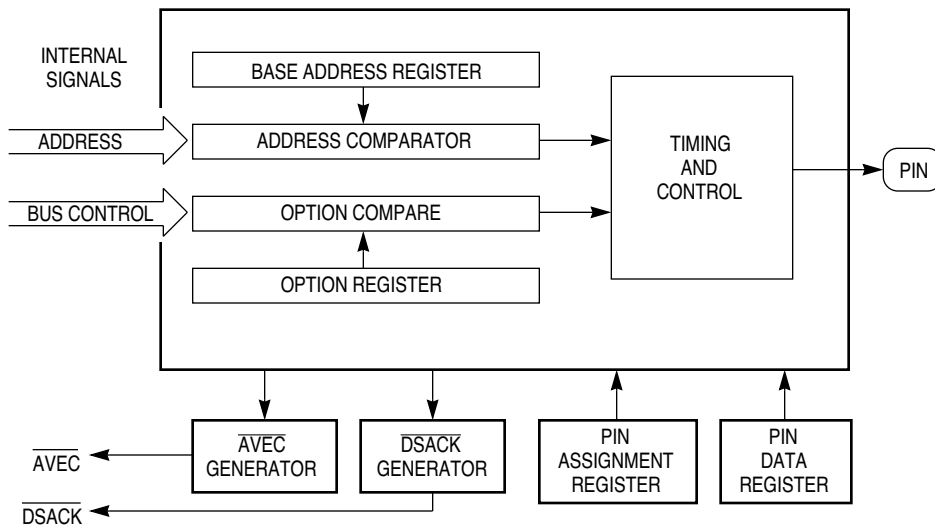 INTERNAL
SIGNALS
BASE ADDRESS REGISTER
ADDRESS
ADDRESS COMPARATOR
TIMING
AND
CONTROL
PIN
BUS CONTROL
OPTION COMPARE
OPTION REGISTER
AVEC
GENERATOR
DSACK
GENERATOR
PIN
ASSIGNMENT
REGISTER
PIN
DATA
REGISTER
AVEC
DSACK